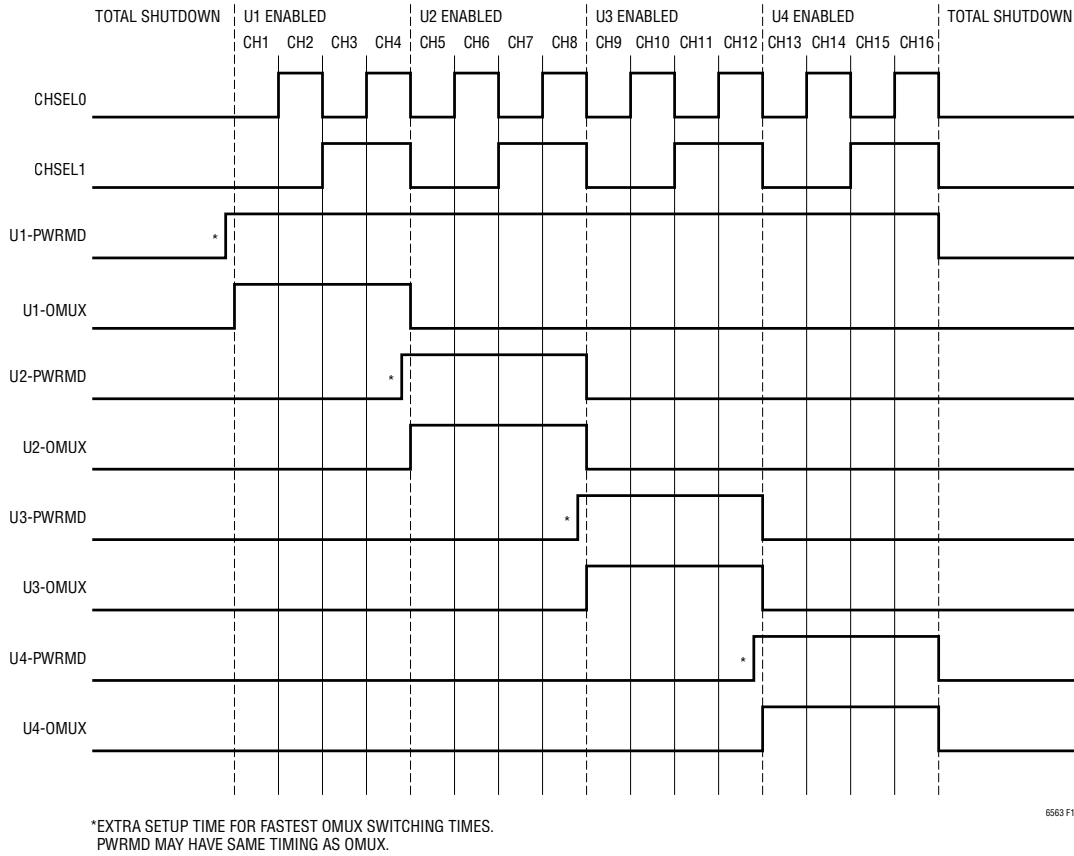 TOTAL SHUTDOWN U1 ENABLED U2 ENABLED U3 ENABLED U4 ENABLED TOTAL SHUTDOWN
CH1 CH2 CH3 CH4 CH5 CH6 CH7 CH8 CH9 CH10 CH11 CH12 CH13 CH14 CH15 CH16
CHSEL0
CHSEL1
U1-PWRMD *
U1-OMUX
U2-PWRMD *
U2-OMUX
U3-PWRMD *
U3-OMUX
U4-PWRMD *
U4-OMUX
6563 F1
*EXTRA SETUP TIME FOR FASTEST OMUX SWITCHING TIMES.
PWRMD MAY HAVE SAME TIMING AS OMUX.